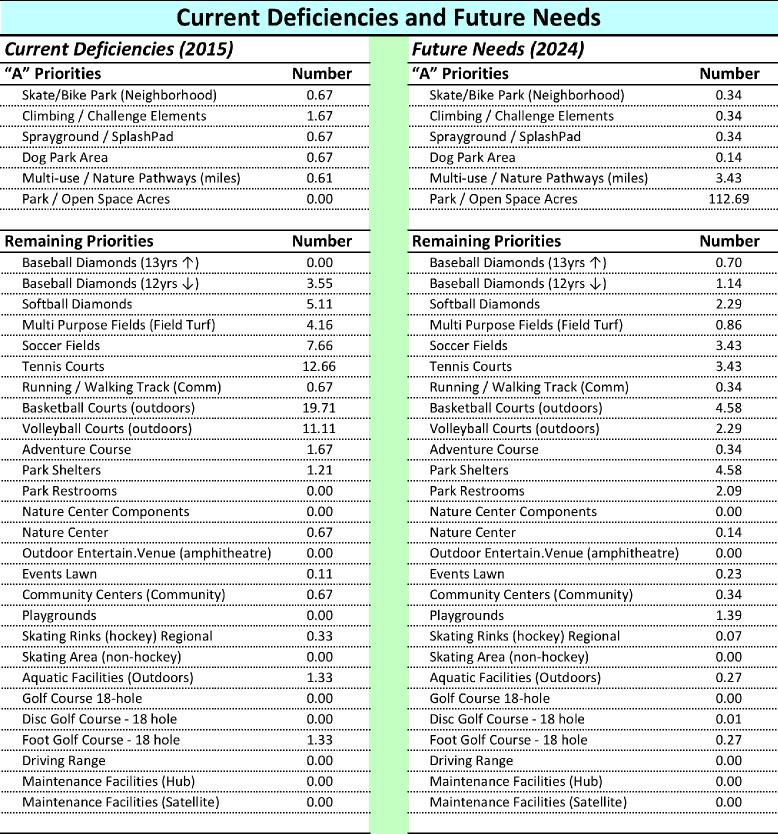 Current Deficiencies and Future Needs
Current Deficiencies (2015)
"A" Priorities Number
Skate/Bike Park (Neighborhood) 0.67
Climbing / Challenge Elements 1.67
Sprayground / SplashPad 0.67
Dog Park Area 0.67
Multi-use / Nature Pathways (miles) 0.61
Park / Open Space Acres 0.00
Remaining Priorities Number
Baseball Diamonds (13yrs ↑) 0.00
Baseball Diamonds (12yrs ↓) 3.55
Softball Diamonds 5.11
Multi Purpose Fields (Field Turf) 4.16
Soccer Fields 7.66
Tennis Courts 12.66
Running / Walking Track (Comm) 0.67
Basketball Courts (outdoors) 19.71
Volleyball Courts (outdoors) 11.11
Adventure Course 1.67
Park Shelters 1.21
Park Restrooms 0.00
Nature Center Components 0.00
Nature Center 0.67
Outdoor Entertain.Venue (amphitheatre) 0.00
Events Lawn 0.11
Community Centers (Community) 0.67
Playgrounds 0.00
Skating Rinks (hockey) Regional 0.33
Skating Area (non-hockey) 0.00
Aquatic Facilities (Outdoors) 1.33
Golf Course 18-hole 0.00
Disc Golf Course - 18 hole 0.00
Foot Golf Course - 18 hole 1.33
Driving Range 0.00
Maintenance Facilities (Hub) 0.00
Maintenance Facilities (Satellite) 0.00
Future Needs (2024)
"A" Priorities Number
Skate/Bike Park (Neighborhood) 0.34
Climbing / Challenge Elements 0.34
Sprayground / SplashPad 0.34
Dog Park Area 0.14
Multi-use / Nature Pathways (miles) 3.43
Park / Open Space Acres 112.69
Remaining Priorities Number
Baseball Diamonds (13yrs ↑) 0.70
Baseball Diamonds (12yrs ↓) 1.14
Softball Diamonds 2.29
Multi Purpose Fields (Field Turf) 0.86
Soccer Fields 3.43
Tennis Courts 3.43
Running / Walking Track (Comm) 0.34
Basketball Courts (outdoors) 4.58
Volleyball Courts (outdoors) 2.29
Adventure Course 0.34
Park Shelters 4.58
Park Restrooms 2.09
Nature Center Components 0.00
Nature Center 0.14
Outdoor Entertain.Venue (amphitheatre) 0.00
Events Lawn 0.23
Community Centers (Community) 0.34
Playgrounds 1.39
Skating Rinks (hockey) Regional 0.07
Skating Area (non-hockey) 0.00
Aquatic Facilities (Outdoors) 0.27
Golf Course 18-hole 0.00
Disc Golf Course - 18 hole 0.01
Foot Golf Course - 18 hole 0.27
Driving Range 0.00
Maintenance Facilities (Hub) 0.00
Maintenance Facilities (Satellite) 0.00